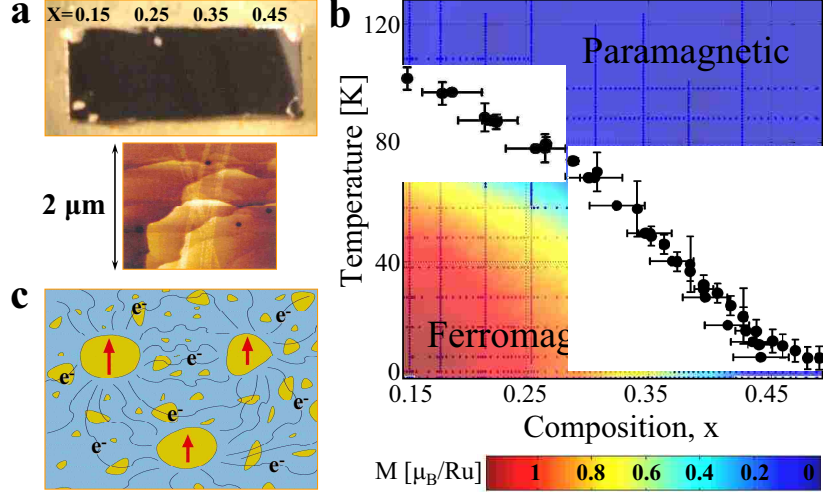 a
X= 0.15 0.25 0.35 0.45
2 μm
c
e-
e-
e-
e-
e-
e-
e-
b
Temperature [K]
120
80
40
0
Paramagnetic
Ferromag
0.15 0.25 0.35 0.45
Composition, x
M [μB/Ru] 1 0.8 0.6 0.4 0.2 0